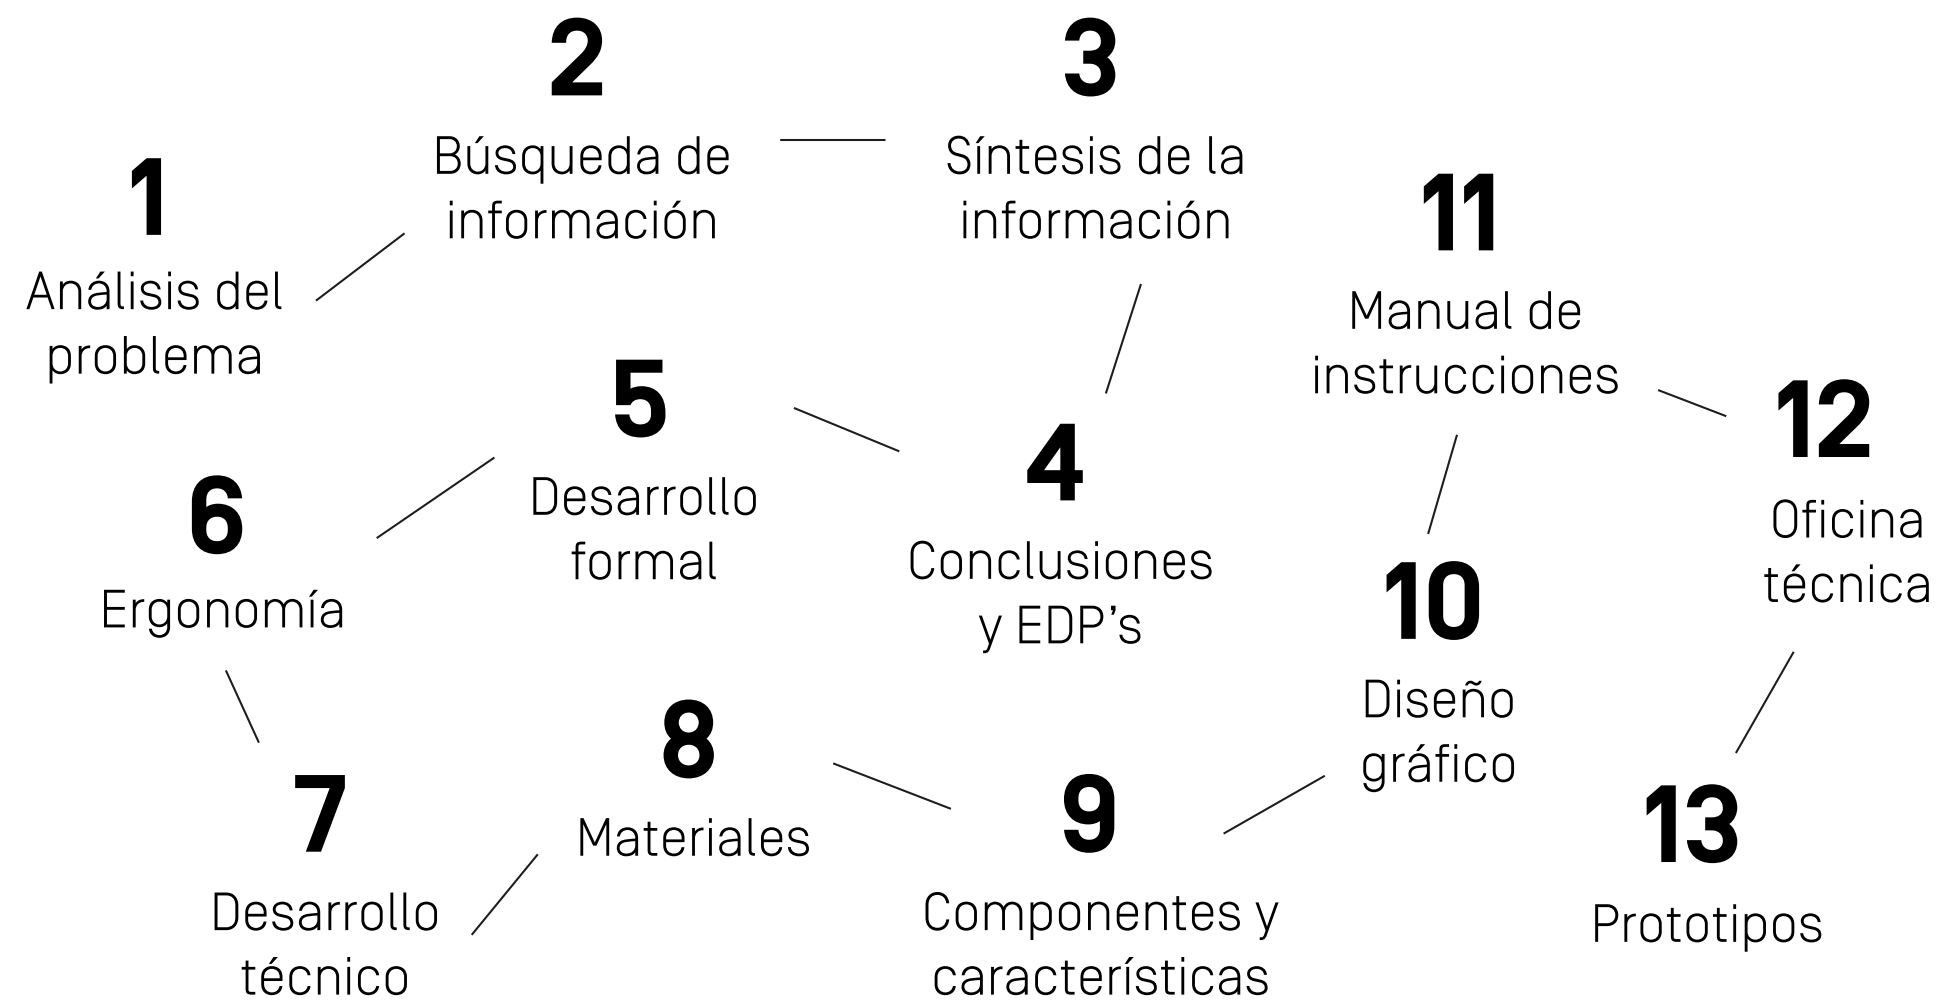 1
Análisis del
problema
2
Búsqueda de
información
3
Síntesis de la
información
4
Conclusiones
y EDP’s
5
Desarrollo
formal
6
Ergonomía
7
Desarrollo
técnico
8
Materiales
9
Componentes y
características
10
Diseño
gráfico
11
Manual de
instrucciones
12
Oficina
técnica
13
Prototipos